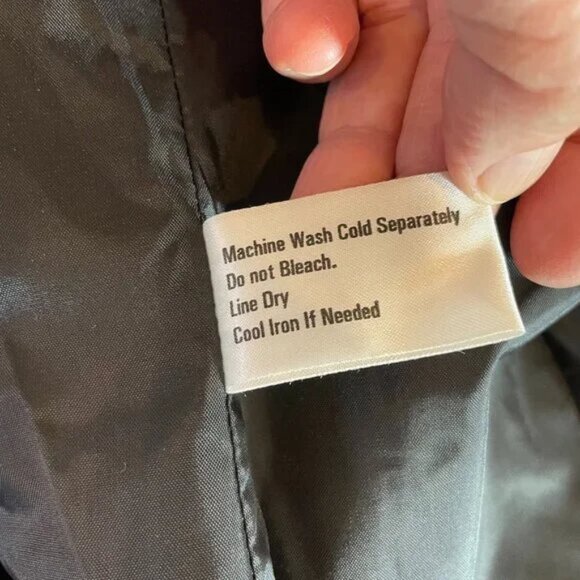 Machine Wash Cold Separately
Do not Bleach.
Line Dry
Cool Iron If Needed